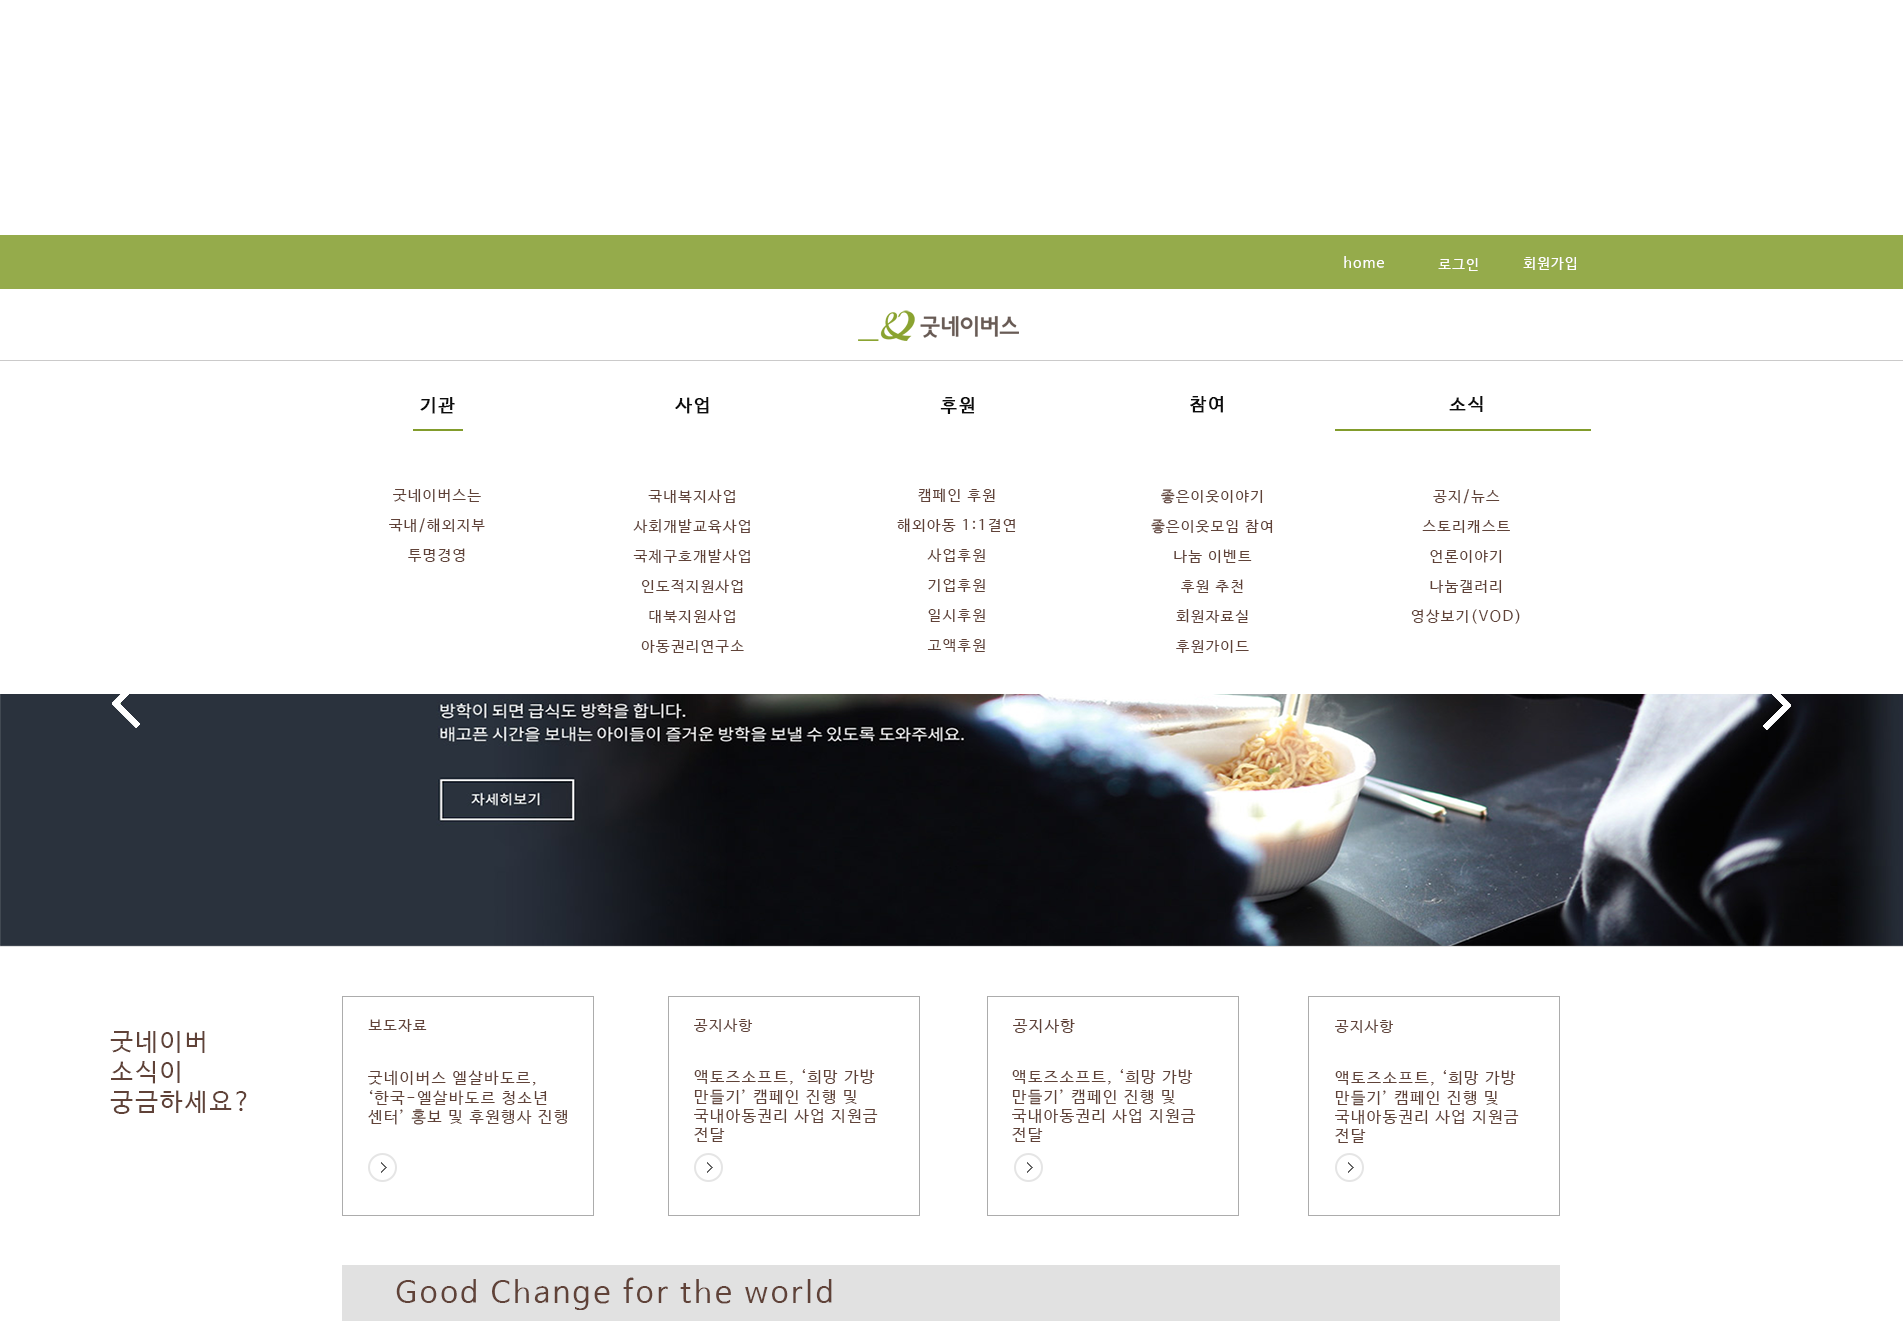 home 로그인 회원가입
굿네이버스
기관 사업 후원 참여 소식
굿네이버스는
국내/해외지부
투명경영
국내복지사업
사회개발교육사업
국제구호개발사업
인도적지원사업
대북지원사업
아동권리연구소
캠페인 후원
해외아동 1:1결연
사업후원
기업후원
일시후원
고액후원
좋은이웃이야기
좋은이웃모임 참여
나눔 이벤트
후원 추천
회원자료실
후원가이드
공지/뉴스
스토리캐스트
언론이야기
나눔갤러리
영상보기(VOD)
방학이 되면 급식도 방학을 합니다.
배고픈 시간을 보내는 아이들이 즐거운 방학을 보낼 수 있도록 도와주세요.
자세히보기
굿네이버
소식이
궁금하세요?
보도자료
굿네이버스 엘살바도르,
‘한국-엘살바도르 청소년
센터’ 홍보 및 후원행사 진행
공지사항
액토즈소프트, ‘희망 가방
만들기’ 캠페인 진행 및
국내아동권리 사업 지원금
전달
공지사항
액토즈소프트, ‘희망 가방
만들기’ 캠페인 진행 및
국내아동권리 사업 지원금
전달
공지사항
액토즈소프트, ‘희망 가방
만들기’ 캠페인 진행 및
국내아동권리 사업 지원금
전달
Good Change for the world